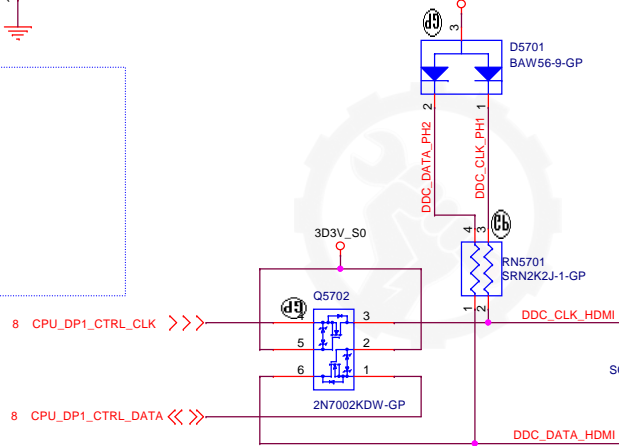 3
D5701
BAW56-9-GP
2
1
DDC_DATA_PH2
DDC_CLK_PH1
4
3
RN5701
SRN2K2J-1-GP
1
2
3D3V_S0
Q5702
8 CPU_DP1_CTRL_CLK
4
3
DDC_CLK_HDMI
5
2
6
1
2N7002KDW-GP
8 CPU_DP1_CTRL_DATA
DDC_DATA_HDMI